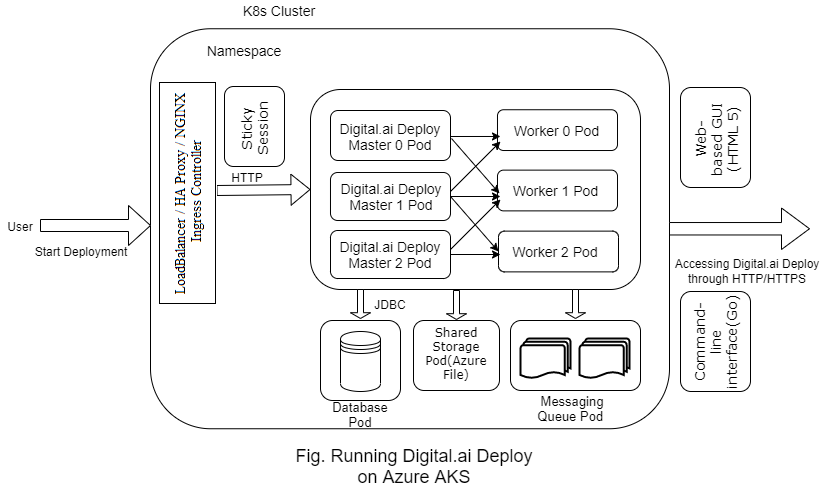 K8s Cluster
Namespace
LoadBalancer / HA Proxy / NGINX
Ingress Controller
Sticky
Session
HTTP
User
Start Deployment
Digital.ai Deploy
Master 0 Pod
Digital.ai Deploy
Master 1 Pod
Digital.ai Deploy
Master 2 Pod
Worker 0 Pod
Worker 1 Pod
Worker 2 Pod
JDBC
Database
Pod
Shared
Storage
Pod(Azure
File)
Messaging
Queue Pod
Web-
based GUI
(HTML 5)
Accessing Digital.ai Deploy
through HTTP/HTTPS
Command-
line
interface(Go)
Fig. Running Digital.ai Deploy
on Azure AKS